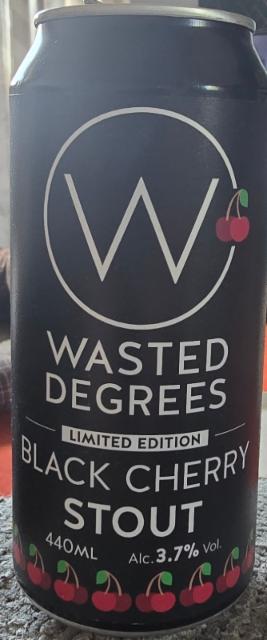 W
WASTED
DEGREES
LIMITED EDITION
BLACK CHERRY
STOUT
440ML Alc. 3.7% Vol.